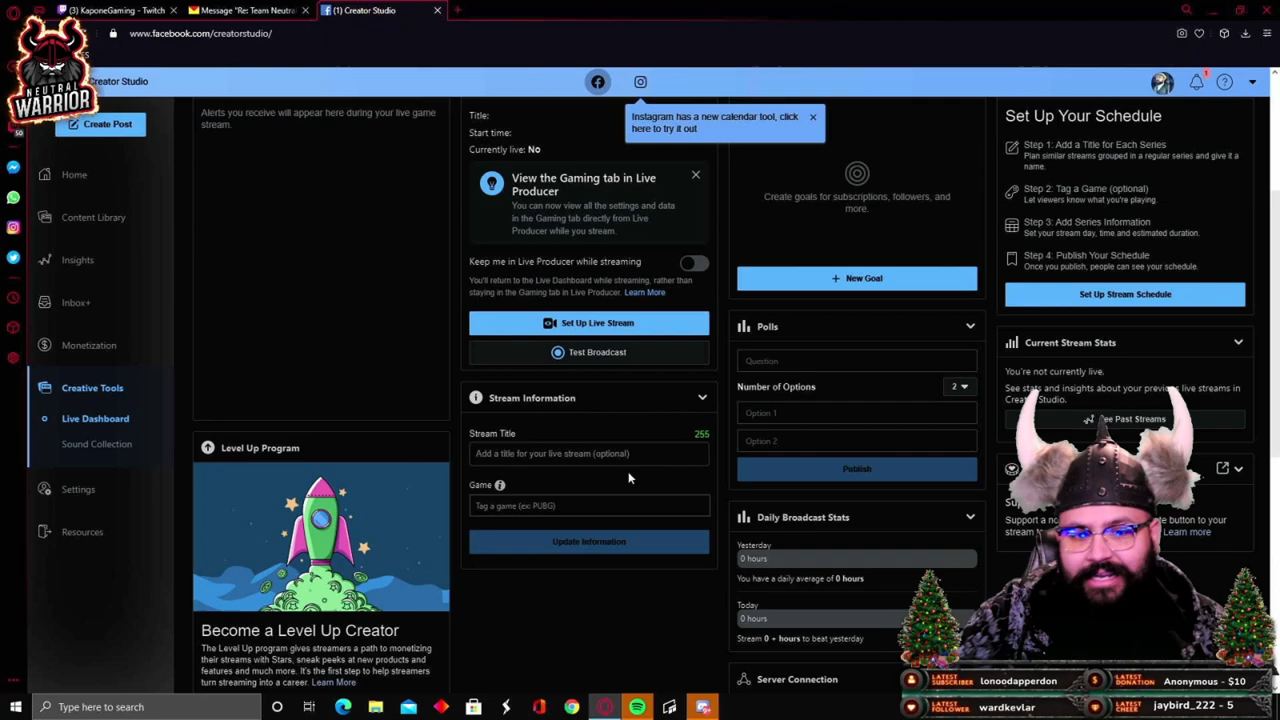 (3) KaponeGaming - Twitch
Message "Re: Team Neutral
(1) Creator Studio
www.facebook.com/creatorstudio/
NEUTRAL
WARRIOR
Creator Studio
Create Post
50
Home
Content Library
Insights
Inbox+
Monetization
Creative Tools
Live Dashboard
Sound Collection
Settings
Resources
Alerts you receive will appear here during your live game
stream.
Level Up Program
Become a Level Up Creator
The Level Up program gives streamers a path to monetizing
their streams with Stars, sneak peeks at new products and
features and much more. It's the first step to help streamers
turn streaming into a career. Learn More
Title:
Start time:
Currently live: No
View the Gaming tab in Live
Producer
You can now view all the settings and data
in the Gaming tab directly from Live
Producer while you stream.
Keep me in Live Producer while streaming
You'll return to the Live Dashboard while streaming, rather than
staying in the Gaming tab in Live Producer. Learn More
Set Up Live Stream
Test Broadcast
Stream Information
Stream Title 255
Add a title for your live stream (optional)
Game
Tag a game (ex: PUBG)
Update Information
Instagram has a new calendar tool, click
here to try it out
Create goals for subscriptions, followers, and
more.
+ New Goal
Polls
Question
Number of Options 2
Option 1
Option 2
Publish
Daily Broadcast Stats
Yesterday
0 hours
You have a daily average of 0 hours
Today
0 hours
Stream 0 + hours to beat yesterday
Server Connection
1
Set Up Your Schedule
Step 1: Add a Title for Each Series
Plan similar streams grouped in a regular series and give it a
name.
Step 2: Tag a Game (optional)
Let viewers know what you're playing.
Step 3: Add Series Information
Set your stream day, time and estimated duration.
Step 4: Publish Your Schedule
Once you publish, people can see your schedule.
Set Up Stream Schedule
Current Stream Stats
You're not currently live.
See stats and insights about your previous live streams in
Creator Studio.
See Past Streams
Support a no
button to your
stream
Learn more
LATEST
SUBSCRIBER
lonoodapperdon
LATEST
DONATION
Anonymous - $10
LATEST
FOLLOWER
wardkevlar
LATEST
CHEER
jaybird_222 - 5
Type here to search